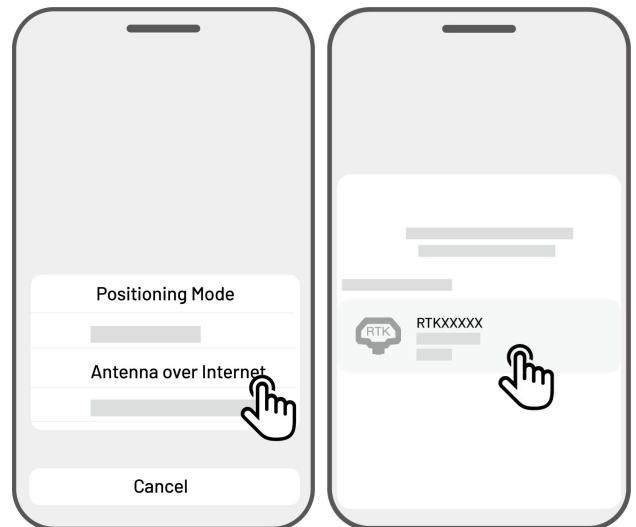 Positioning Mode
Antenna over Internet
Cancel
RTK
RTKXXXXX